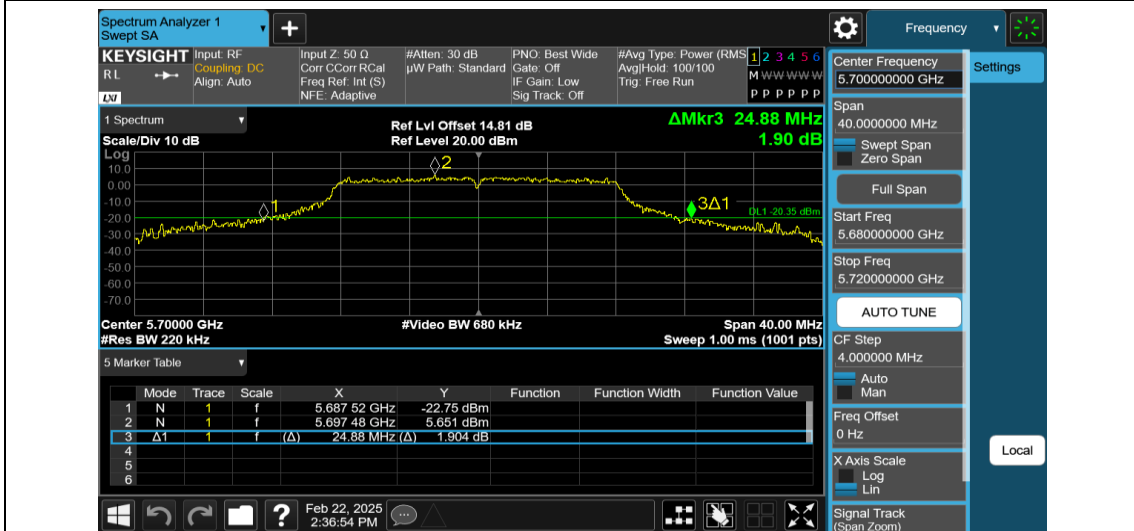 Spectrum Analyzer 1
Swept SA
+
Frequency
KEYSIGHT
R L
LXI
Input: RF
Coupling: DC
Align: Auto
Input Z: 50 Ω
Corr CCorr RCal
Freq Ref: Int (S)
NFE: Adaptive
#Atten: 30 dB
µW Path: Standard
PNO: Best Wide
Gate: Off
IF Gain: Low
Sig Track: Off
#Avg Type: Power (RMS
Avg|Hold: 100/100
Trig: Free Run
1 2 3 4 5 6
M W W W W W
P P P P P P
Center Frequency
5.700000000 GHz
Settings
1 Spectrum
Scale/Div 10 dB
Ref Lvl Offset 14.81 dB
Ref Level 20.00 dBm
ΔMkr3 24.88 MHz
1.90 dB
Log
10.0
0.00
-10.0
-20.0
-30.0
-40.0
-50.0
-60.0
-70.0
1
2
3Δ1
DL1 -20.35 dBm
Center 5.70000 GHz
#Res BW 220 kHz
#Video BW 680 kHz
Span 40.00 MHz
Sweep 1.00 ms (1001 pts)
Span
40.0000000 MHz
Swept Span
Zero Span
Full Span
Start Freq
5.680000000 GHz
Stop Freq
5.720000000 GHz
AUTO TUNE
CF Step
4.000000 MHz
Auto
Man
Freq Offset
0 Hz
X Axis Scale
Log
Lin
Signal Track
(Span Zoom)
Local
5 Marker Table
Mode Trace Scale X Y Function Function Width Function Value
1 N 1 f 5.687 52 GHz -22.75 dBm
2 N 1 f 5.697 48 GHz 5.651 dBm
3 Δ1 1 f (Δ) 24.88 MHz (Δ) 1.904 dB
4
5
6
?
Feb 22, 2025
2:36:54 PM